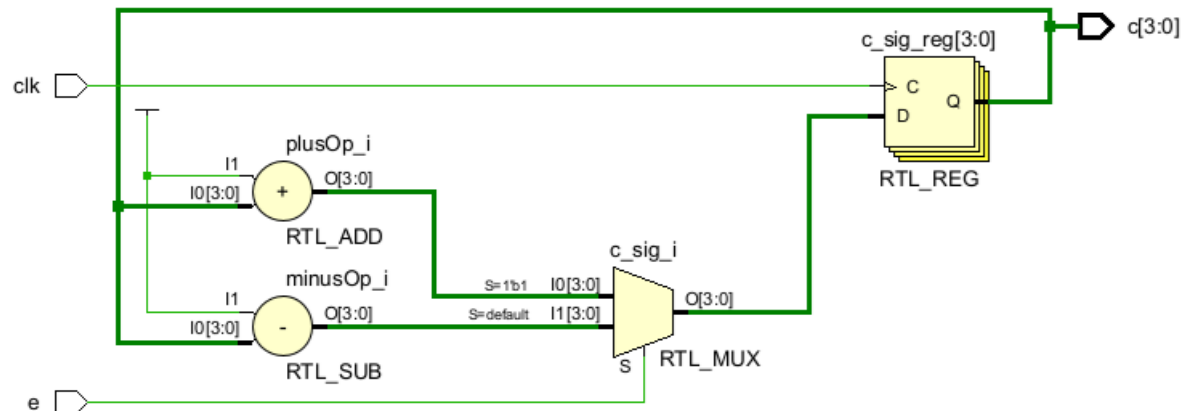 c[3:0]
c_sig_reg[3:0]
clk
C
Q
D
RTL_REG
plusOp_i
I1
O[3:0]
I0[3:0]
+
RTL_ADD
c_sig_i
minusOp_i
S=1'b1
I0[3:0]
O[3:0]
I1
O[3:0]
S=default
I1[3:0]
I0[3:0]
-
RTL_SUB
S
RTL_MUX
e